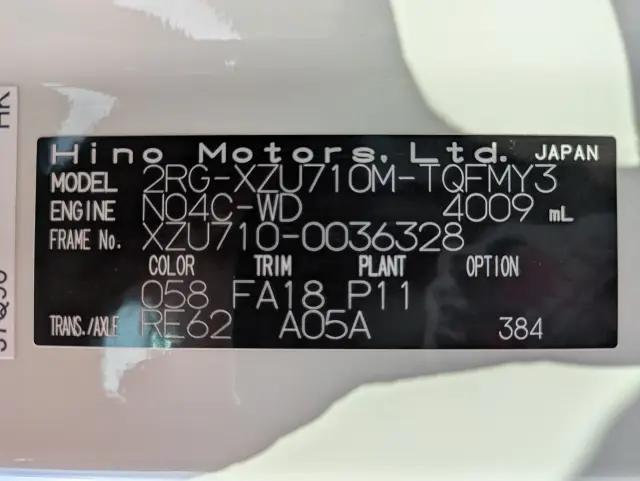 Hino Motors, Ltd. JAPAN
MODEL 2RG-XZU710M-TQFMY3
ENGINE N04C-WD 4009 mL
FRAME No. XZU710-0036328
COLOR TRIM PLANT OPTION
058 FA18 P11
TRANS./AXLE RE62 A05A 384
HK